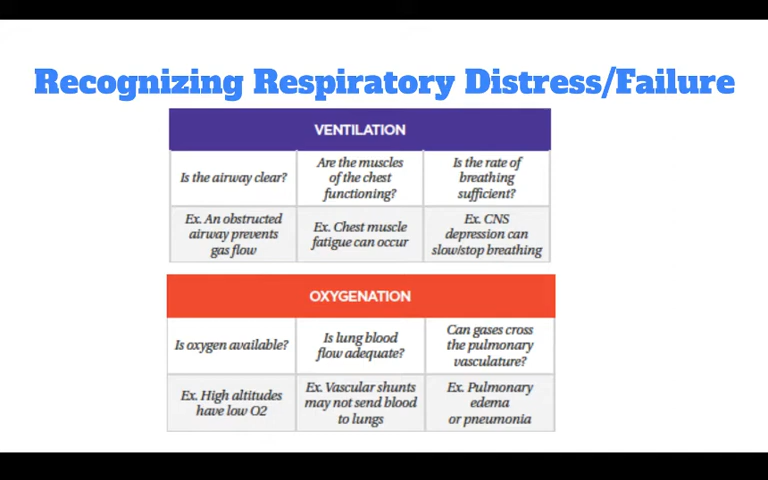 Recognizing Respiratory Distress/Failure
VENTILATION
Is the airway clear?
Are the muscles
of the chest
functioning?
Is the rate of
breathing
sufficient?
Ex. An obstructed
airway prevents
gas flow
Ex. Chest muscle
fatigue can occur
Ex. CNS
depression can
slow/stop breathing
OXYGENATION
Is oxygen available?
Is lung blood
flow adequate?
Can gases cross
the pulmonary
vasculature?
Ex. High altitudes
have low O2
Ex. Vascular shunts
may not send blood
to lungs
Ex. Pulmonary
edema
or pneumonia